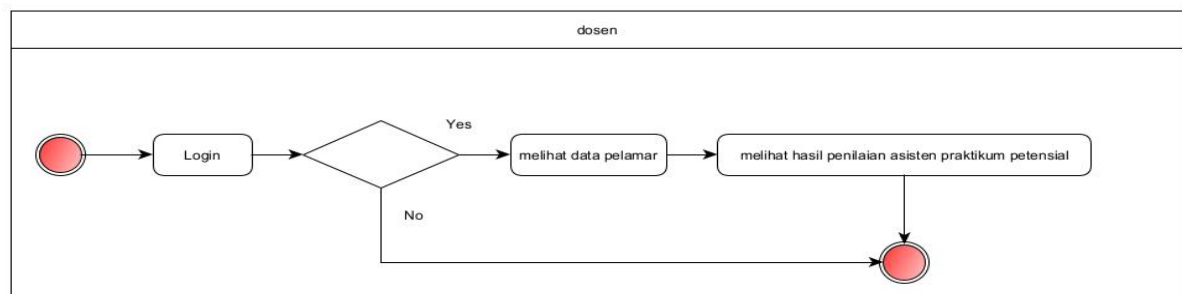 dosen
Yes
Login
melihat data pelamar
melihat hasil penilaian asisten praktikum petensial
No